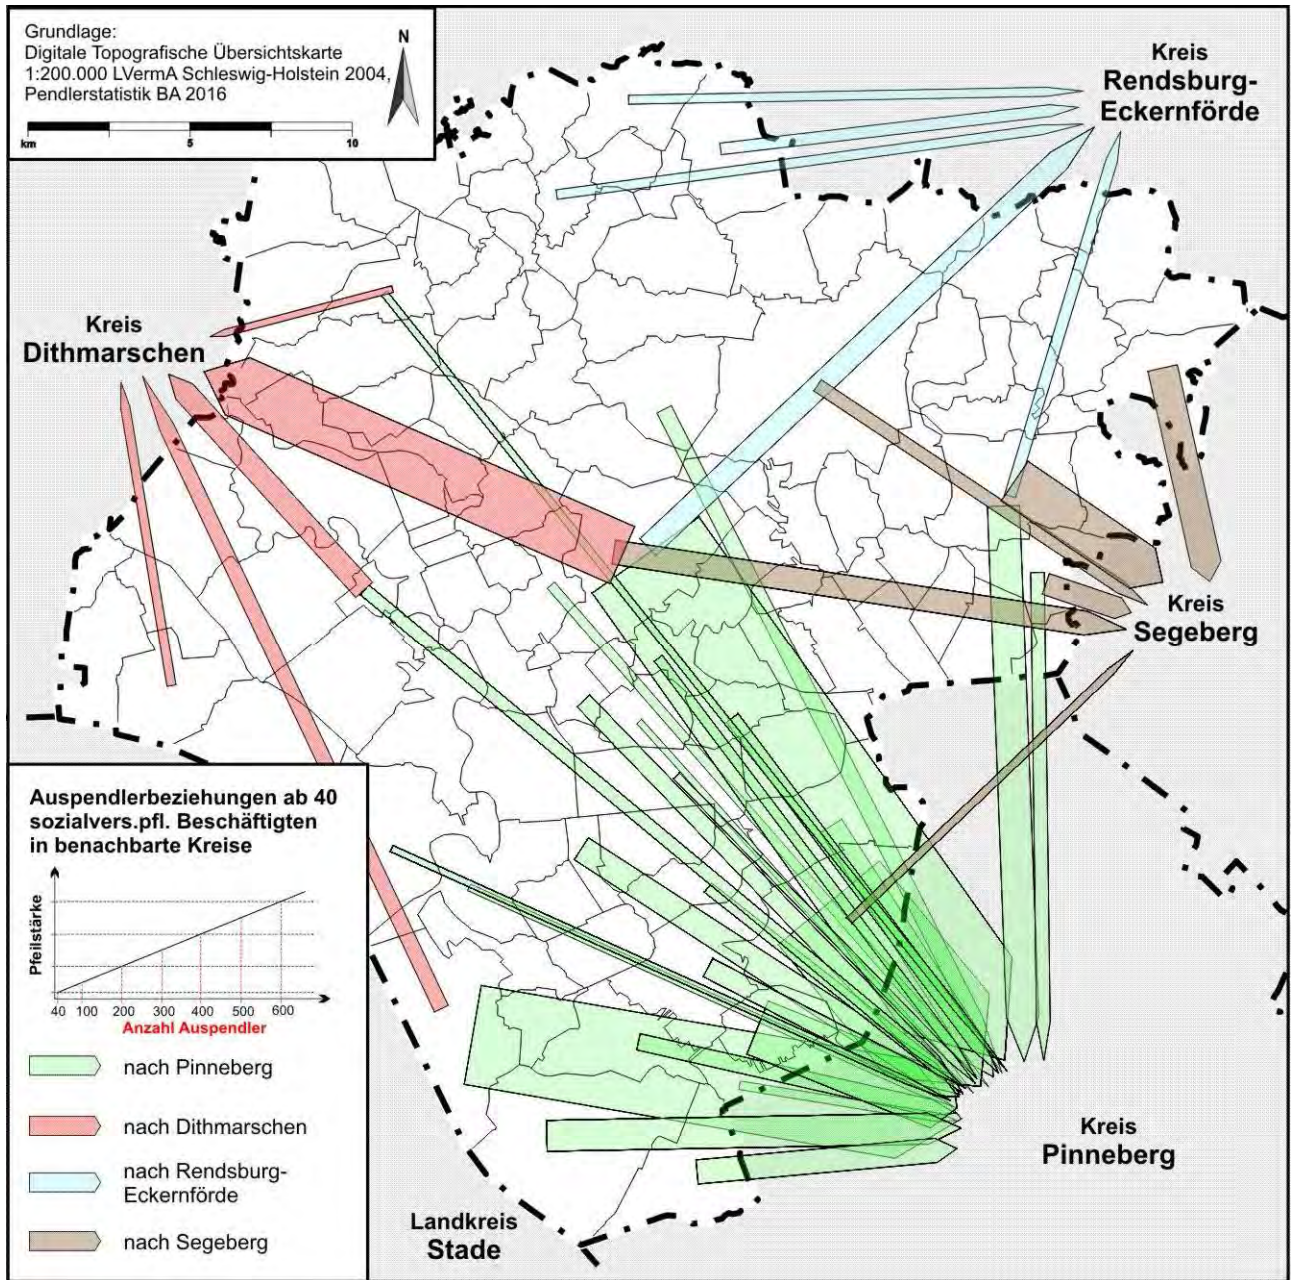 Grundlage:
Digitale Topografische Übersichtskarte
1:200.000 LVermA Schleswig-Holstein 2004,
Pendlerstatistik BA 2016
N
km 5 10
Kreis
Rendsburg-
Eckernförde
Kreis
Dithmarschen
Kreis
Segeberg
Auspendlerbeziehungen ab 40
sozialvers.pfl. Beschäftigten
in benachbarte Kreise
Pfeilstärke
40 100 200 300 400 500 600
Anzahl Auspendler
nach Pinneberg
nach Dithmarschen
nach Rendsburg-
Eckernförde
nach Segeberg
Kreis
Pinneberg
Landkreis
Stade